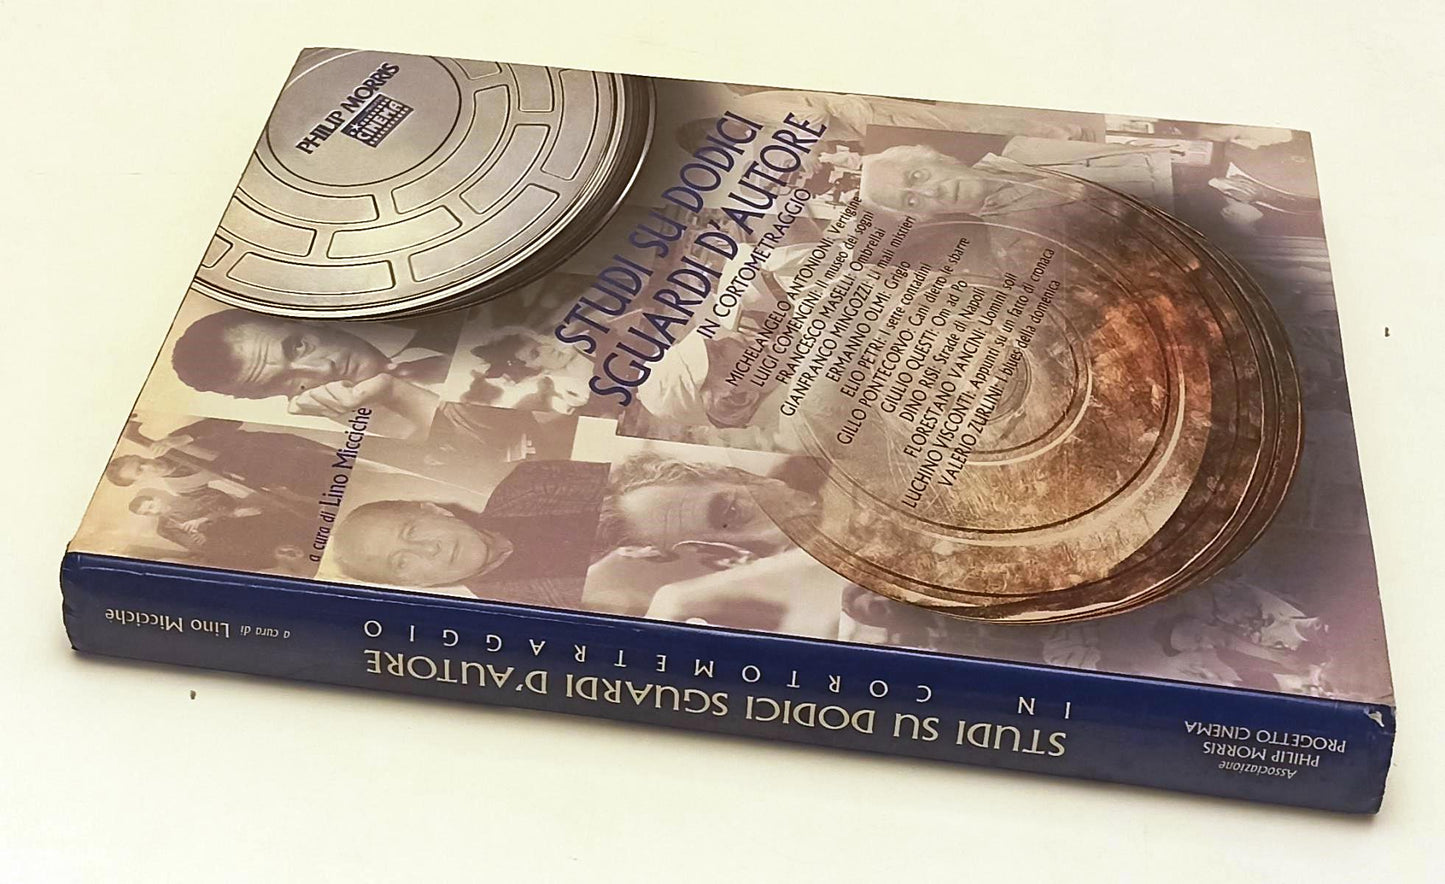 PHILIP MORRIS
PROGETTO
CINEMA
STUDI SU DODICI
SGUARDI D'AUTORE
IN CORTOMETRAGGIO
MICHELANGELO ANTONIONI: Vertigine
LUIGI COMENCINI: Il museo dei sogni
FRANCESCO MASELLI: Ombrellai
GIANFRANCO MINGOZZI: Li mali mistieri
ERMANNO OLMI: Grigio
ELIO PETRI: I sette contadini
GILLO PONTECORVO: Cani dietro le sbarre
GIULIO QUESTI: Om ad Po
DINO RISI: Strade di Napoli
FLORESTANO VANCINI: Uomini soli
LUCHINO VISCONTI: Appunti su un fatto di cronaca
VALERIO ZURLINI: I blues della domenica
a cura di Lino Micciche
STUDI SU DODICI SGUARDI D'AUTORE
IN CORTOMETRAGGIO
a cura di Lino Micciche
Associazione
PHILIP MORRIS
PROGETTO CINEMA